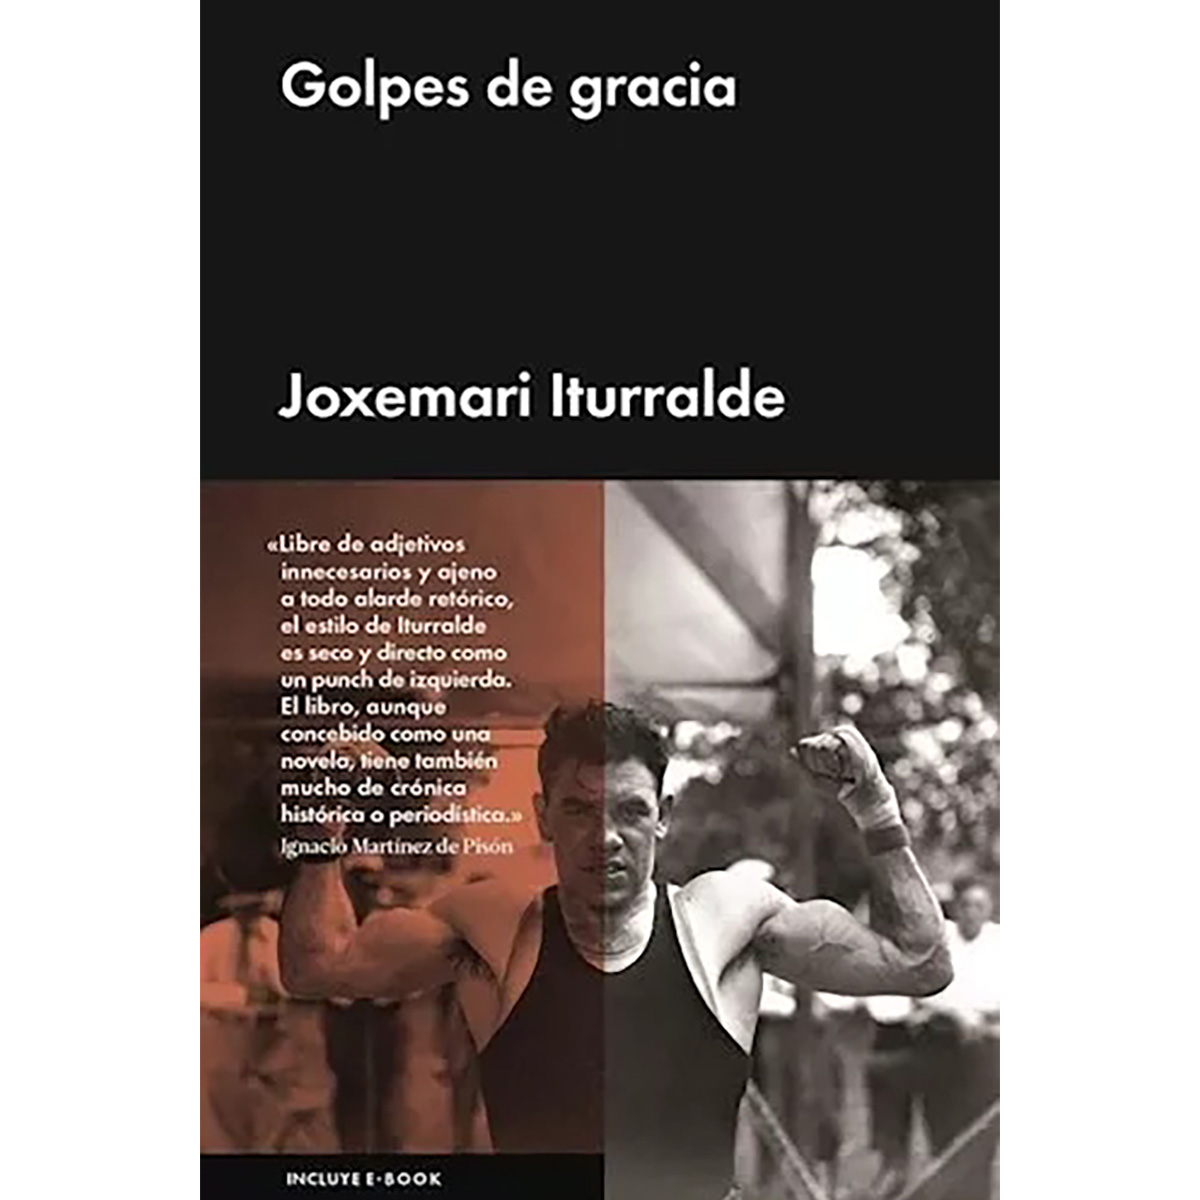 Golpes de gracia
Joxemari Iturralde
«Libre de adjetivos
innecesarios y ajeno
a todo alarde retórico,
el estilo de Iturralde
es seco y directo como
un punch de izquierda.
El libro, aunque
concebido como una
novela, tiene también
mucho de crónica
histórica o periodística.»
Ignacio Martínez de Pisón
INCLUYE E-BOOK